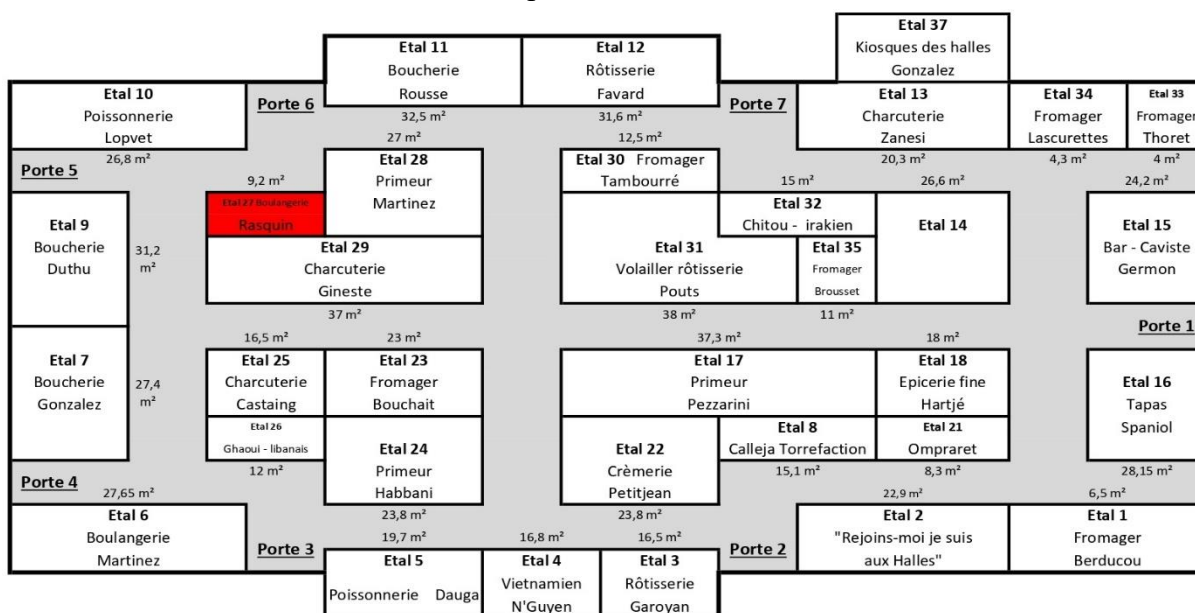 Etal 37
Kiosques des halles
Gonzalez
Etal 11
Boucherie
Rousse
Etal 12
Rôtisserie
Favard
Etal 10
Poissonnerie
Lopvet
Porte 6
Porte 7
Etal 13
Charcuterie
Zanesi
Etal 34
Fromager
Lascurettes
Etal 33
Fromager
Thoret
32,5 m²
31,6 m²
27 m²
12,5 m²
26,8 m²
20,3 m²
4,3 m²
4 m²
Porte 5
9,2 m²
Etal 28
Primeur
Martinez
Etal 30 Fromager
Tambourré
15 m²
26,6 m²
24,2 m²
Etal 27 Boulangerie
Rasquin
Etal 9
Boucherie
Duthu
31,2
m²
Etal 29
Charcuterie
Gineste
Etal 31
Volailler rôtisserie
Pouts
Etal 32
Chitou - irakien
Etal 35
Fromager
Brousset
Etal 14
Etal 15
Bar - Caviste
Germon
37 m²
38 m²
11 m²
Porte 1
16,5 m²
23 m²
37,3 m²
18 m²
Etal 7
Boucherie
Gonzalez
27,4
m²
Etal 25
Charcuterie
Castaing
Etal 23
Fromager
Bouchait
Etal 17
Primeur
Pezzarini
Etal 18
Epicerie fine
Hartjé
Etal 16
Tapas
Spaniol
Etal 26
Ghaoui - libanais
Etal 24
Primeur
Habbani
Etal 22
Crèmerie
Petitjean
Etal 8
Calleja Torrefaction
Etal 21
Ompraret
12 m²
15,1 m²
8,3 m²
28,15 m²
Porte 4
27,65 m²
22,9 m²
6,5 m²
Etal 6
Boulangerie
Martinez
23,8 m²
23,8 m²
Etal 2
"Rejoins-moi je suis
aux Halles"
Etal 1
Fromager
Berducou
19,7 m²
16,8 m²
16,5 m²
Porte 3
Porte 2
Etal 5
Poissonnerie Dauga
Etal 4
Vietnamien
N'Guyen
Etal 3
Rôtisserie
Garoyan